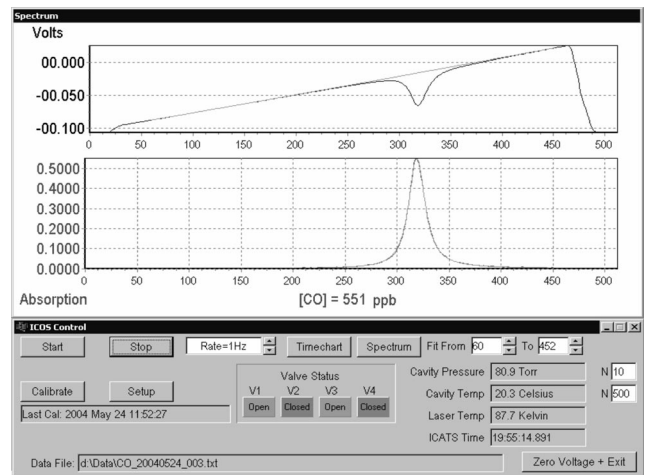 Spectrum
Volts
00.000
-00.050
-00.100
0 50 100 150 200 250 300 350 400 450 500
0.5000
0.4000
0.3000
0.2000
0.1000
0.0000
0 50 100 150 200 250 300 350 400 450 500
Absorption [CO] = 551 ppb
ICOS Control
Start Stop Rate=1Hz Timechart Spectrum Fit From 60 To 452
Valve Status
V1 V2 V3 V4
Open Closed Open Closed
Calibrate Setup
Last Cal: 2004 May 24 11:52:27
Cavity Pressure 80.9 Torr N 10
Cavity Temp 20.3 Celsius N 500
Laser Temp 87.7 Kelvin
ICATS Time 19:55:14.891
Data File: d:\Data\CO_20040524_003.txt Zero Voltage + Exit